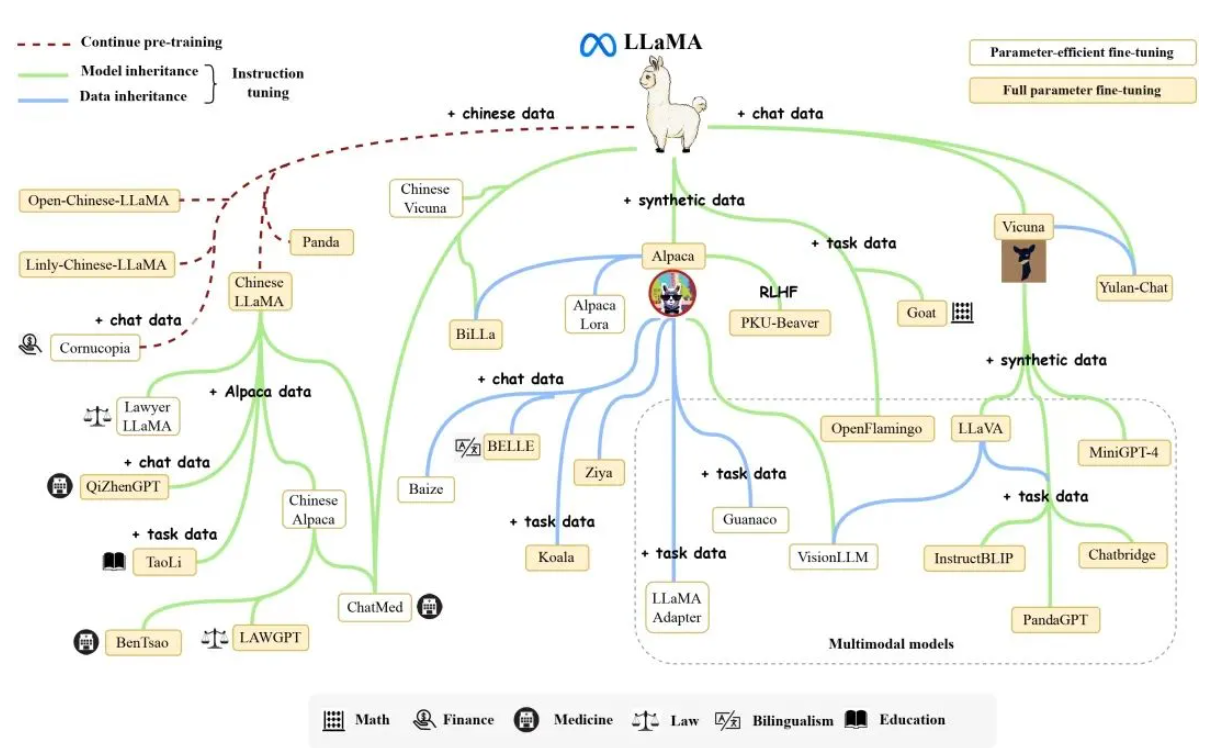 Continue pre-training
Model inheritance
Data inheritance
Instruction
tuning
LLaMA
Parameter-efficient fine-tuning
Full parameter fine-tuning
+ chinese data
+ chat data
Open-Chinese-LLaMA
Linly-Chinese-LLaMA
Panda
Chinese
LLaMA
+ chat data
Cornucopia
Chinese
Vicuna
+ synthetic data
Alpaca
+ task data
Vicuna
Yulan-Chat
BiLLa
Alpaca
Lora
RLHF
PKU-Beaver
Goat
+ synthetic data
+ Alpaca data
Lawyer
LLaMA
+ chat data
QiZhenGPT
+ task data
TaoLi
Chinese
Alpaca
BenTsao
LAWGPT
ChatMed
+ chat data
Baize
BELLE
Ziya
+ task data
Koala
+ task data
Guanaco
+ task data
LLaMA
Adapter
OpenFlamingo
LLaVA
MiniGPT-4
+ task data
VisionLLM
InstructBLIP
Chatbridge
PandaGPT
Multimodal models
Math
Finance
Medicine
Law
Bilingualism
Education